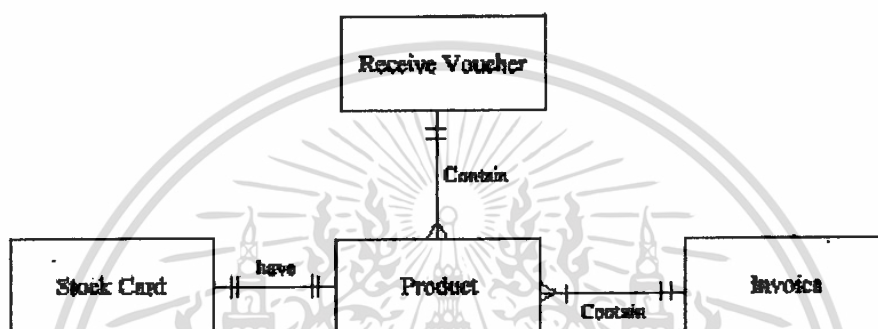 Receive Voucher
Contain
Stock Card
have
Product
Contain
Invoice